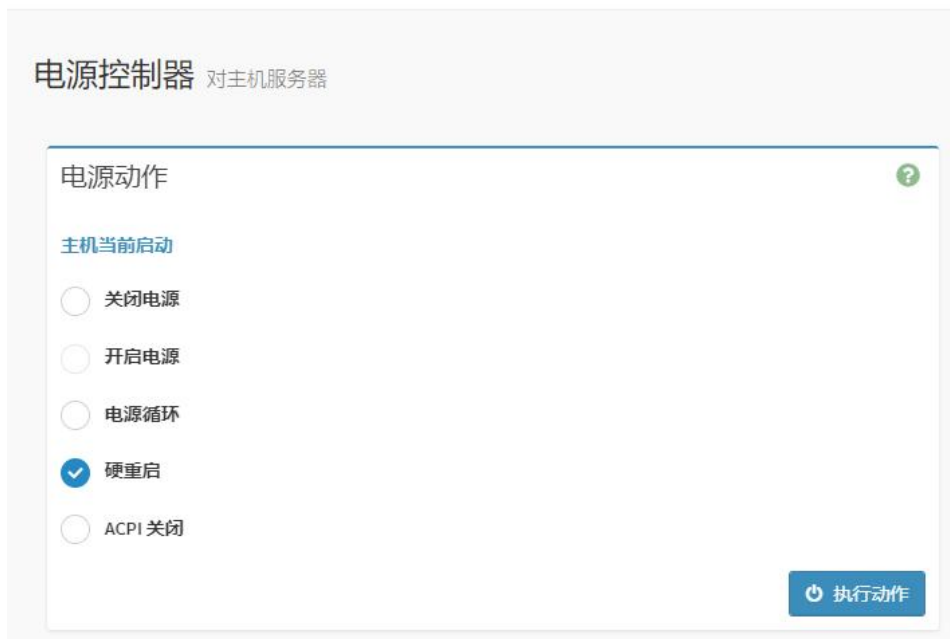 电源控制器 对主机服务器
电源动作
主机当前启动
关闭电源
开启电源
电源循环
硬重启
ACPI 关闭
执行动作